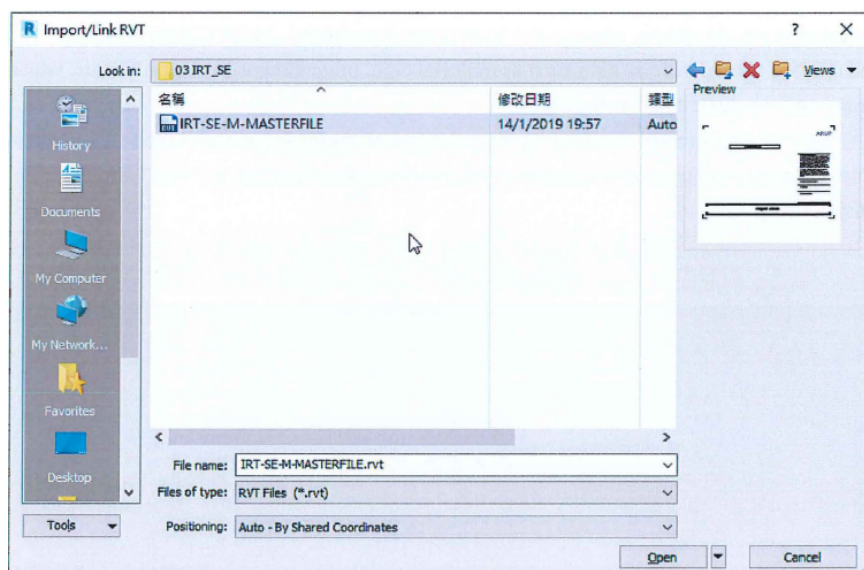 Import/Link RVT
Look in: 03 IRT_SE
Views
名稱 修改日期 類型
IRT-SE-M-MASTERFILE 14/1/2019 19:57 Auto
Preview
ARUP
History
Documents
My Computer
My Network...
Favorites
Desktop
File name: IRT-SE-M-MASTERFILE.rvt
Files of type: RVT Files (*.rvt)
Tools
Positioning: Auto - By Shared Coordinates
Open Cancel